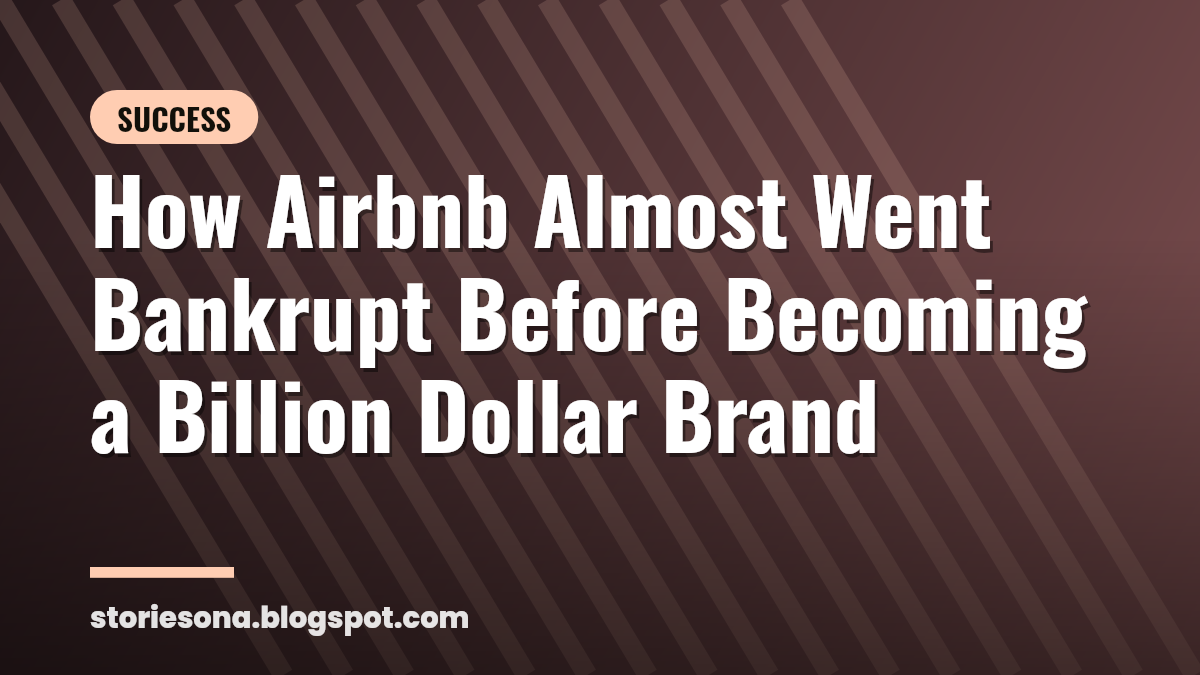 SUCCESS
How Airbnb Almost Went
Bankrupt Before Becoming
a Billion Dollar Brand
storiesona.blogspot.com